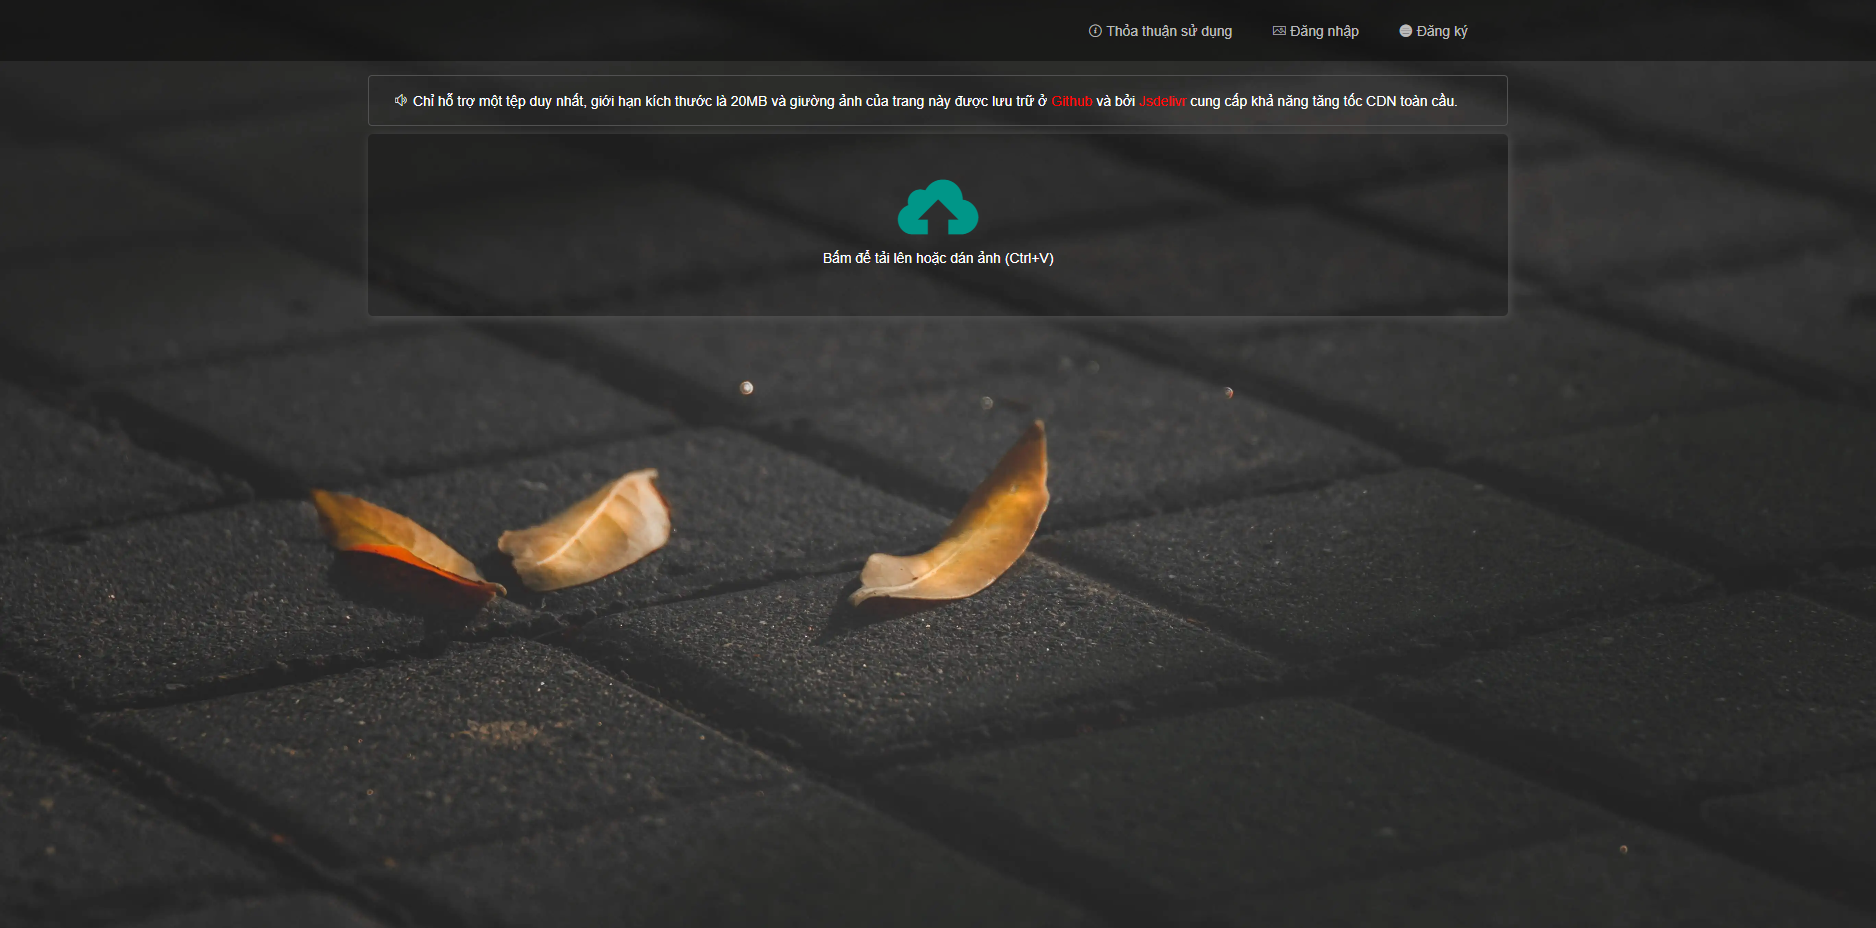 Thỏa thuận sử dụng Đăng nhập Đăng ký
Chỉ hỗ trợ một tệp duy nhất, giới hạn kích thước là 20MB và giường ảnh của trang này được lưu trữ ở Github và bởi Jsdelivr cung cấp khả năng tăng tốc CDN toàn cầu.
Bấm để tải lên hoặc dán ảnh (Ctrl+V)